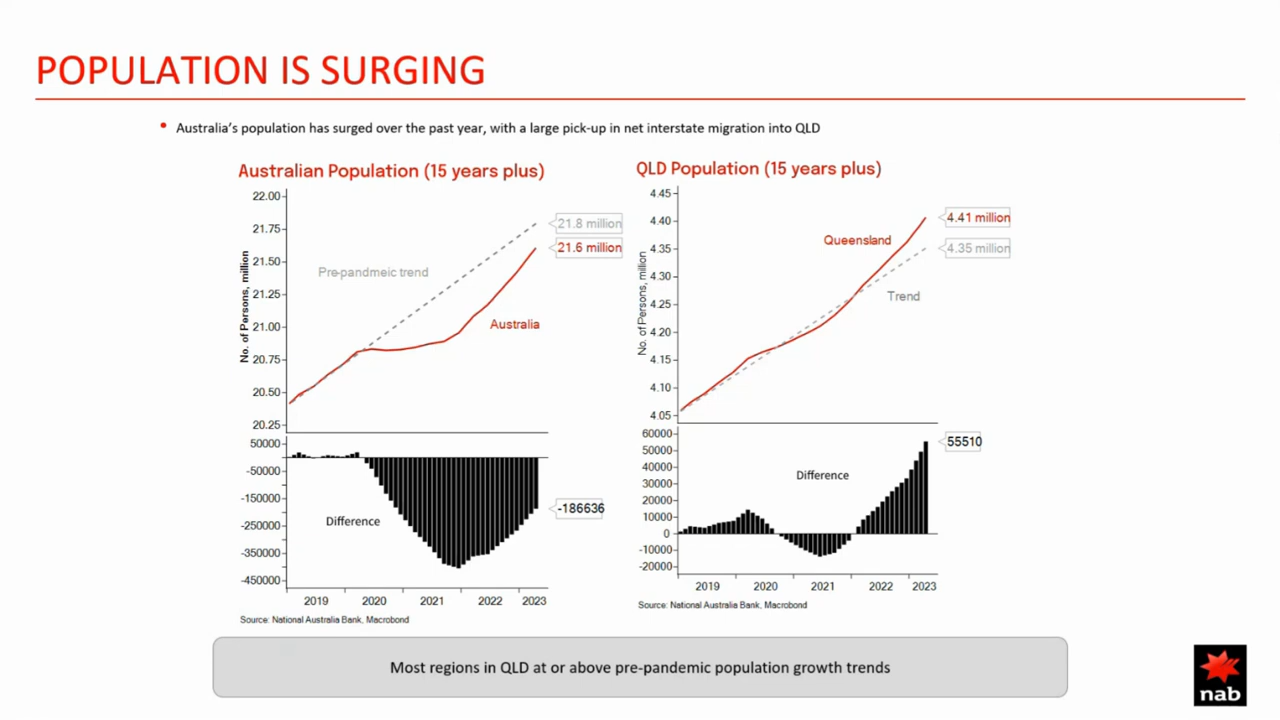 POPULATION IS SURGING
• Australia's population has surged over the past year, with a large pick-up in net interstate migration into QLD
Australian Population (15 years plus)
22.00
21.75
21.50
21.25
21.00
20.75
20.50
20.25
No. of Persons, million
Pre-pandmeic trend
Australia
21.8 million
21.6 million
50000
-50000
-150000
-250000
-350000
-450000
Difference
-186636
2019 2020 2021 2022 2023
Source: National Australia Bank, Macrobond
QLD Population (15 years plus)
4.45
4.40
4.35
4.30
4.25
4.20
4.15
4.10
4.05
No. of Persons, million
Queensland
Trend
4.41 million
4.35 million
60000
50000
40000
30000
20000
10000
0
-10000
-20000
Difference
55510
2019 2020 2021 2022 2023
Source: National Australia Bank, Macrobond
Most regions in QLD at or above pre-pandemic population growth trends
nab